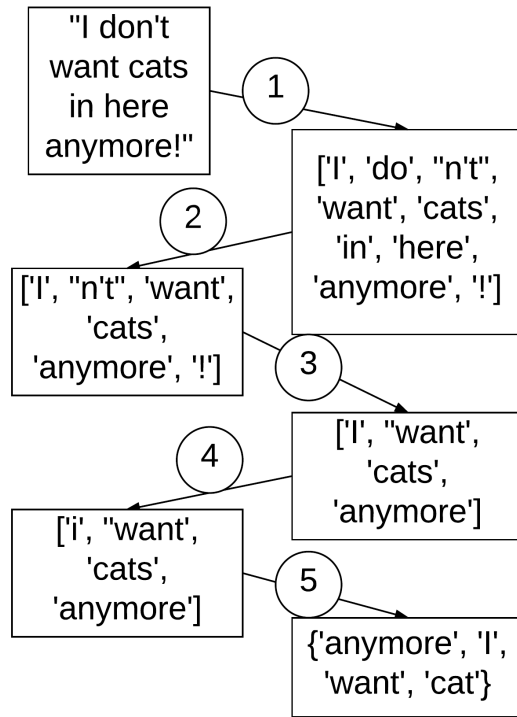 "I don't
want cats
in here
anymore!"
1
['I', 'do', "n't",
'want', 'cats',
'in', 'here',
'anymore', '!']
2
['I', "n't", 'want',
'cats',
'anymore', '!']
3
['I', "want',
'cats',
'anymore']
4
['i', "want',
'cats',
'anymore']
5
{'anymore', 'I',
'want', 'cat'}